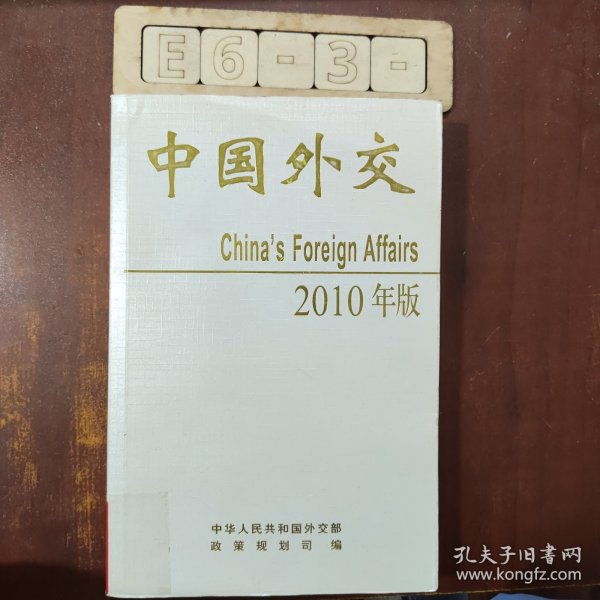 E6-3-
中国外交
China's Foreign Affairs
2010年版
中华人民共和国外交部
政策规划司 编
孔夫子旧书网
www.kongfz.com